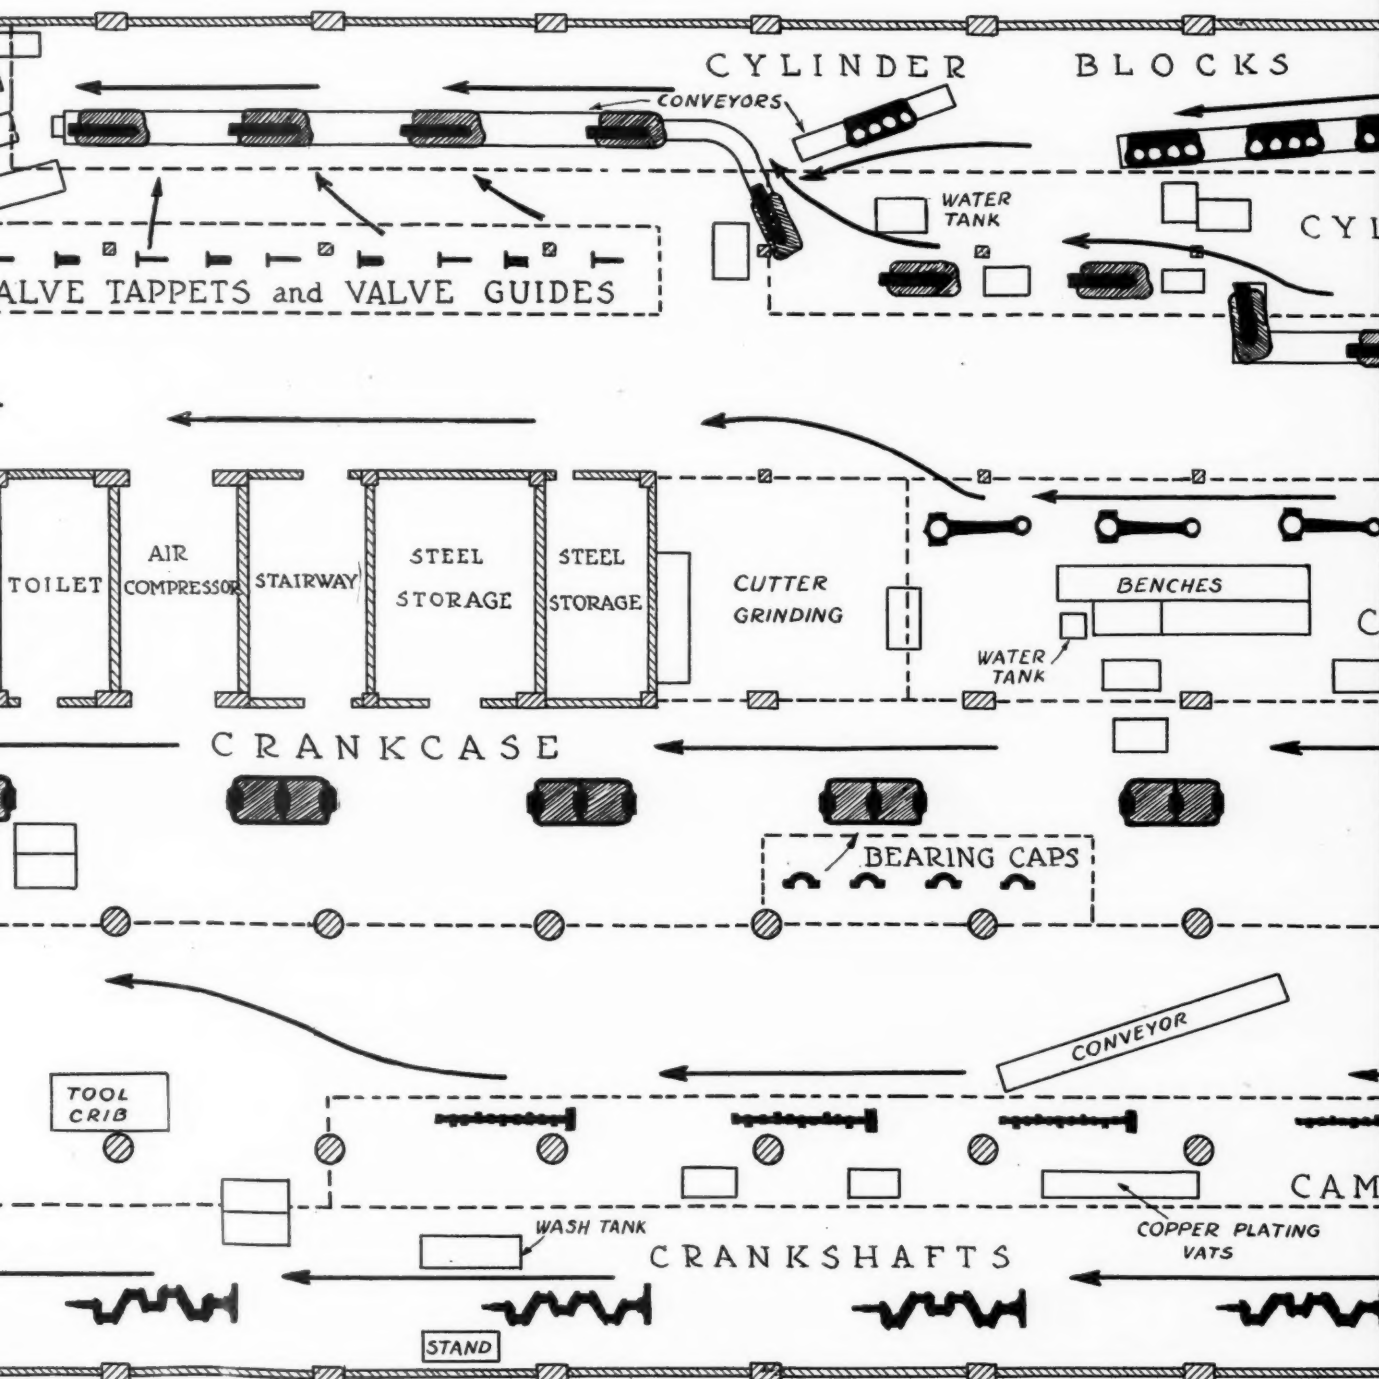 CYLINDER BLOCKS
CONVEYORS
WATER
TANK
CYL
ALVE TAPPETS and VALVE GUIDES
TOILET
AIR
COMPRESSOR
STAIRWAY
STEEL
STORAGE
STEEL
STORAGE
CUTTER
GRINDING
BENCHES
C
WATER
TANK
CRANKCASE
BEARING CAPS
CONVEYOR
TOOL
CRIB
CAM
WASH TANK
COPPER PLATING
VATS
CRANKSHAFTS
STAND